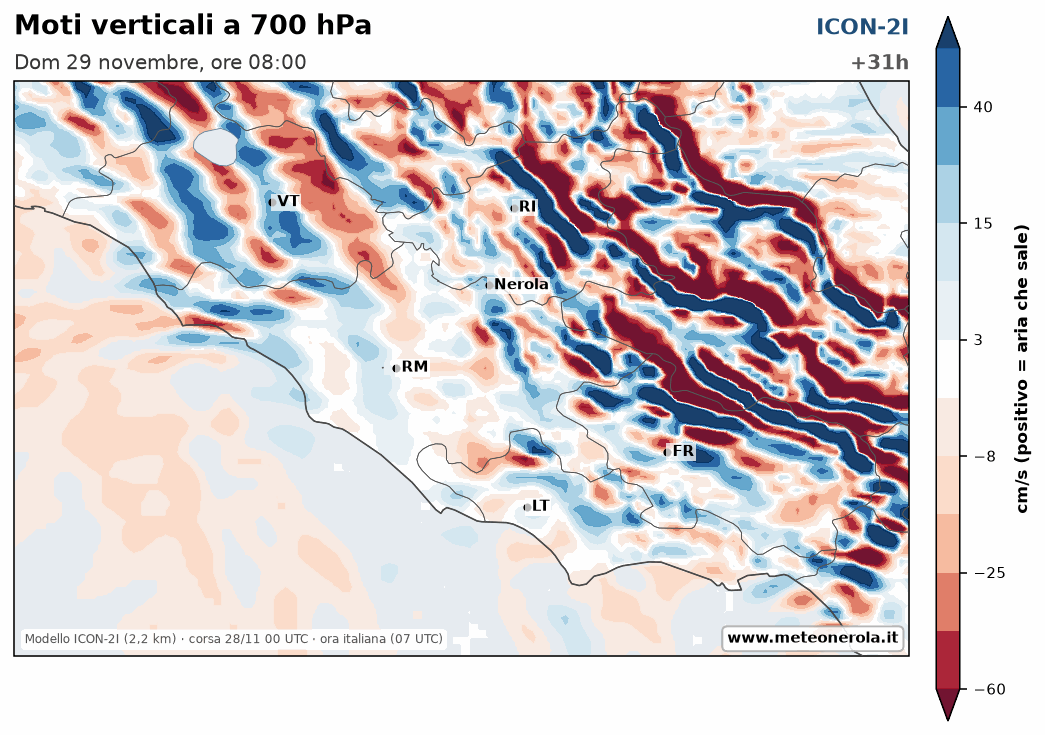 Moti verticali a 700 hPa
ICON-2I
Dom 29 novembre, ore 08:00
+31h
VT
RI
Nerola
RM
FR
LT
40
15
3
−8
−25
−60
cm/s (positivo = aria che sale)
Modello ICON-2I (2,2 km) · corsa 28/11 00 UTC · ora italiana (07 UTC)
www.meteonerola.it